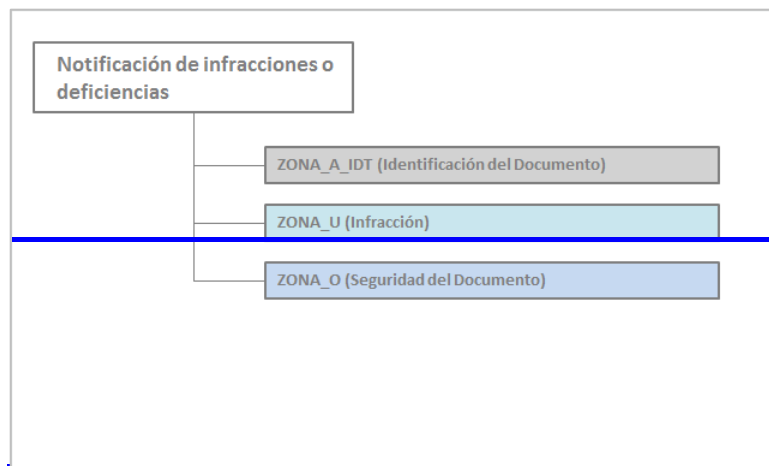 Notificación de infracciones o
deficiencias
ZONA_A_IDT (Identificación del Documento)
ZONA_U (Infracción)
ZONA_O (Seguridad del Documento)